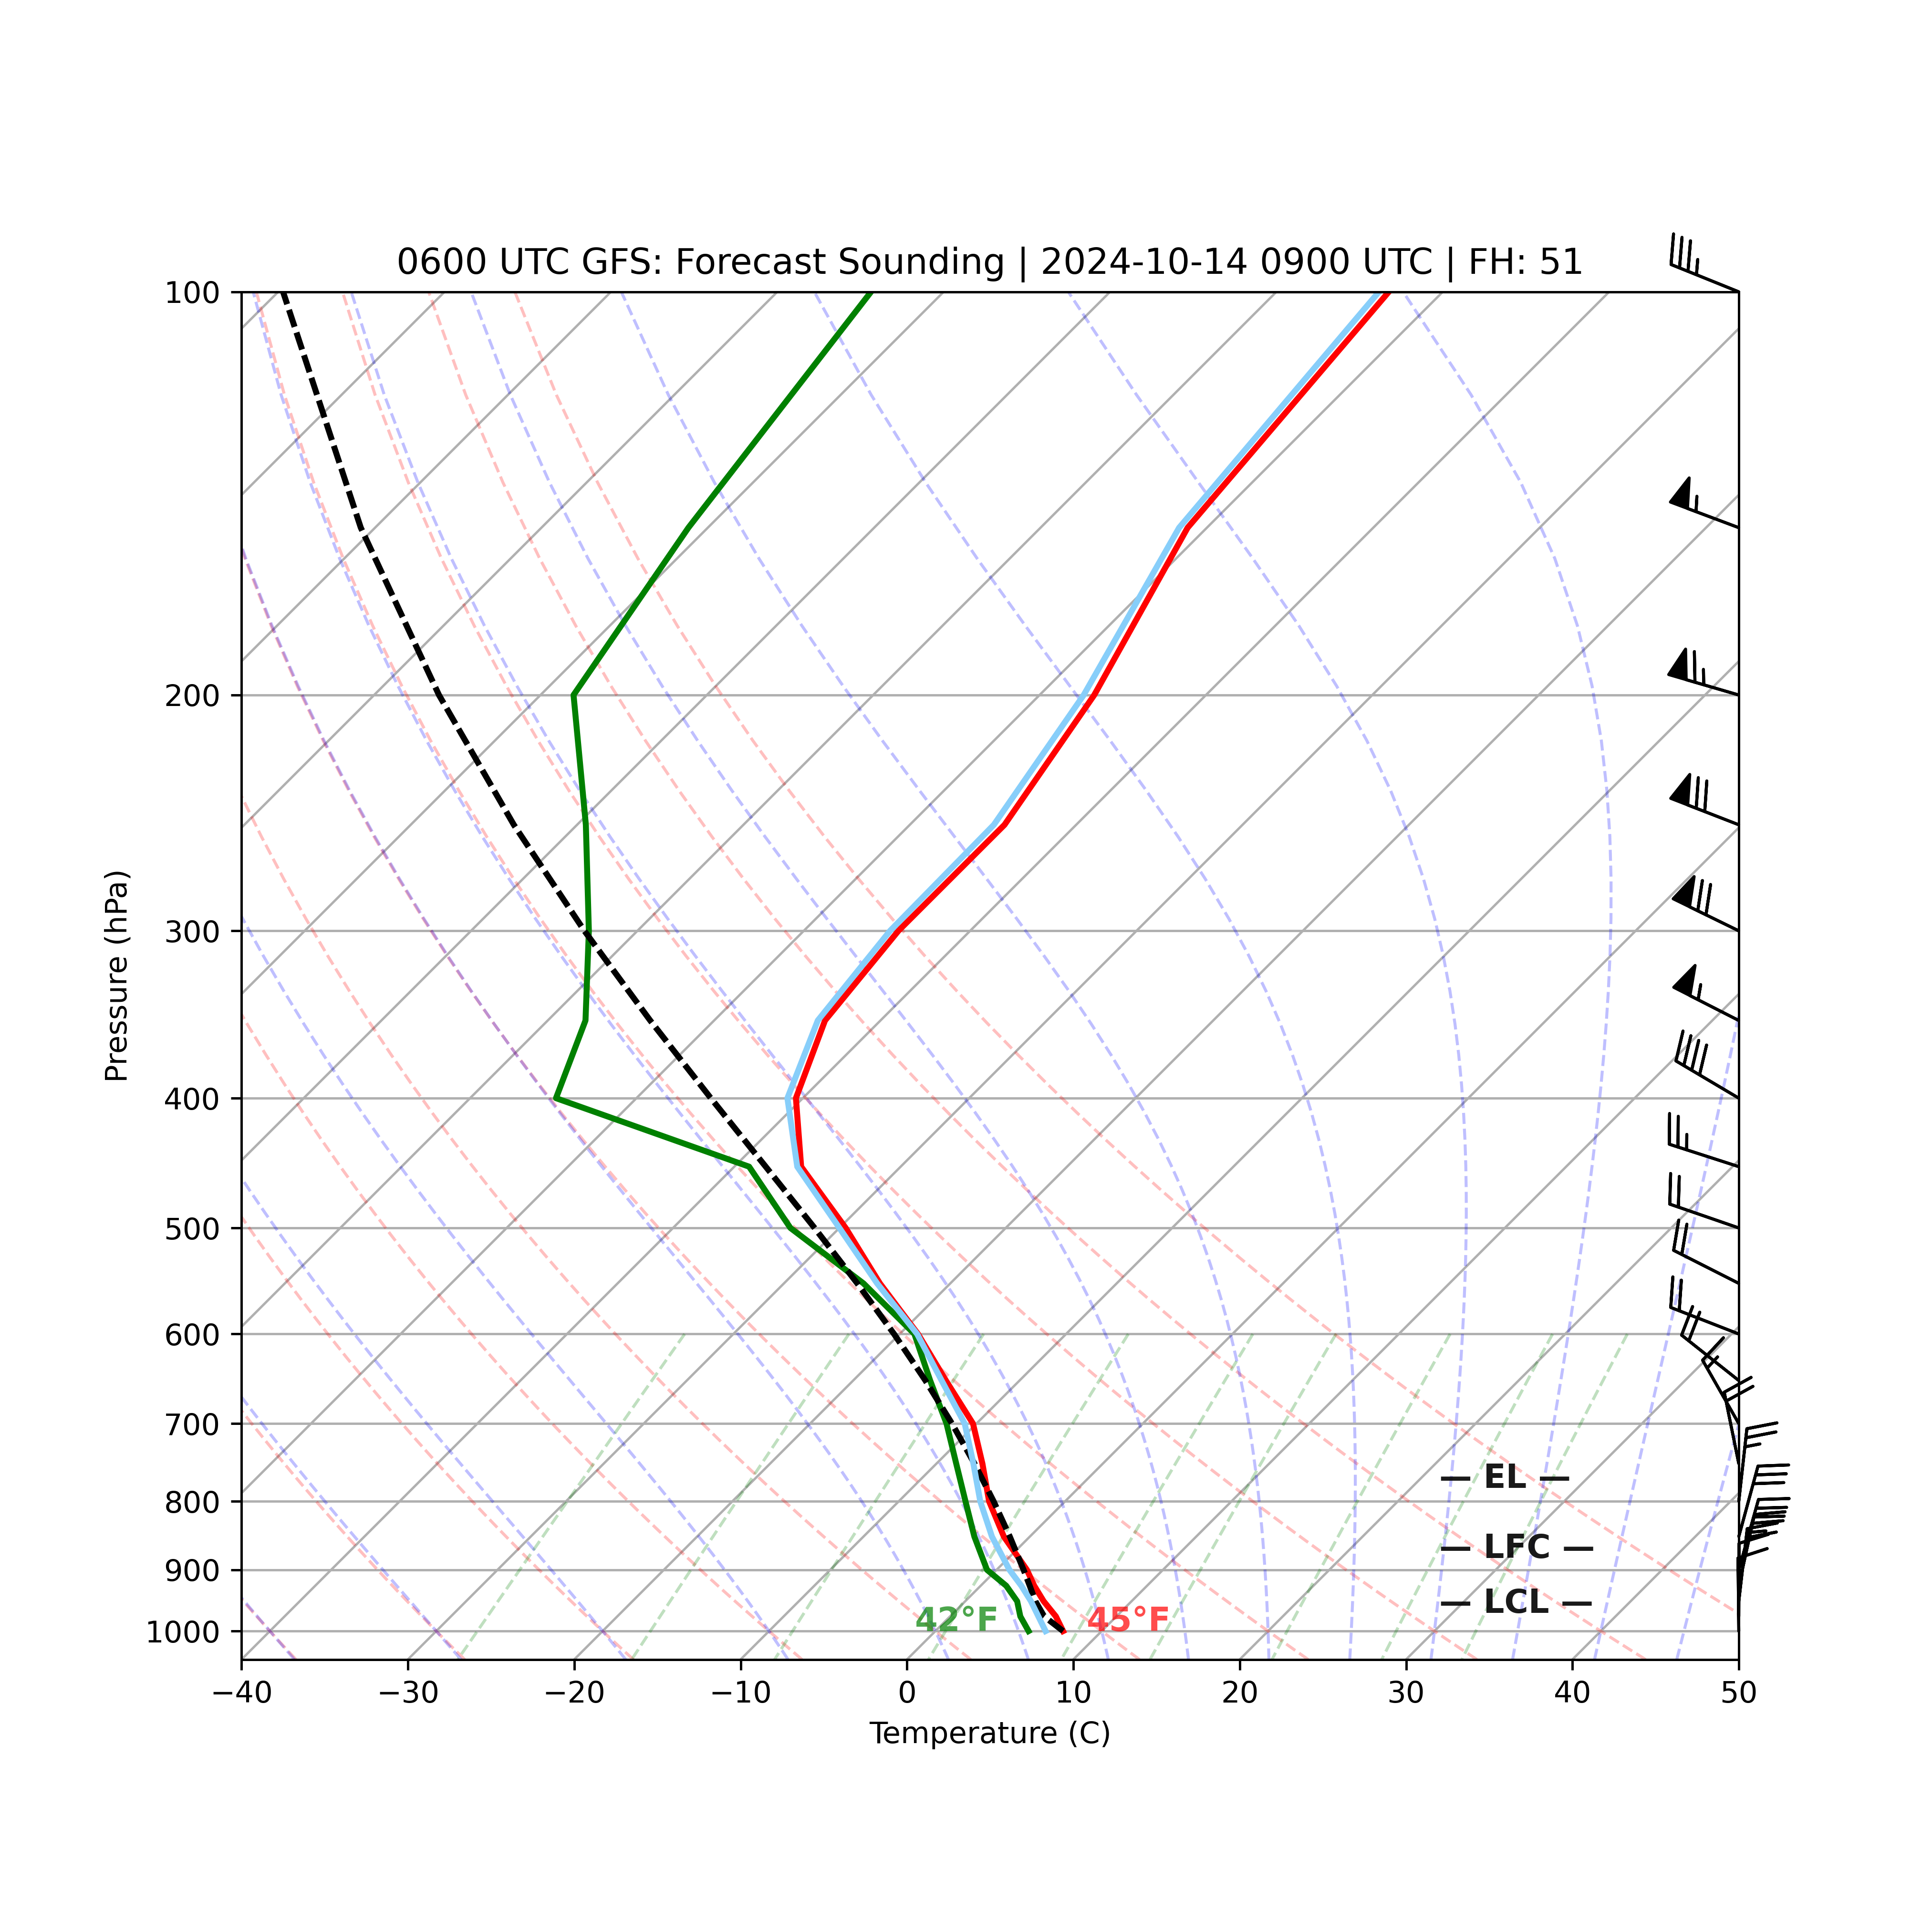 0600 UTC GFS: Forecast Sounding | 2024-10-14 0900 UTC | FH: 51
100
200
300
400
500
600
700
800
900
1000
Pressure (hPa)
— EL —
— LFC —
— LCL —
42°F
45°F
−40
−30
−20
−10
0
10
20
30
40
50
Temperature (C)